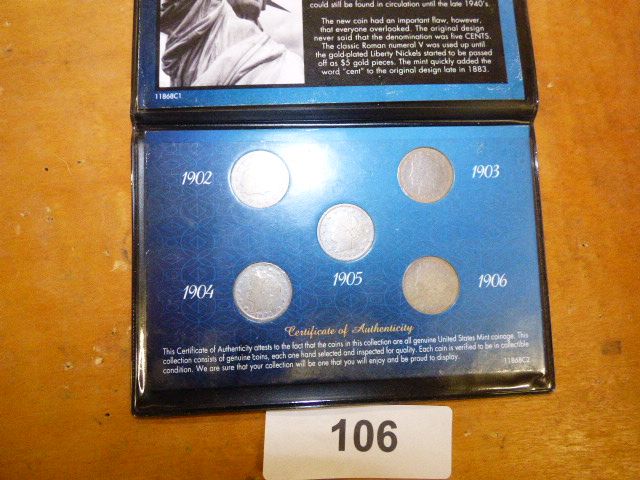 could still be found in circulation until the late 1940's.
The new coin had an important flaw, however,
that everyone overlooked. The original design
never said that the denomination was five CENTS.
The classic Roman numeral V was used up until
the gold-plated Liberty Nickels started to be passed
off as $5 gold pieces. The mint quickly added the
word "cent" to the original design late in 1883.
11868C1
1902
1903
1904
1905
1906
Certificate of Authenticity
This Certificate of Authenticity attests to the fact that the coins in this collection are all genuine United States Mint coinage. This
collection consists of genuine coins, each one hand selected and inspected for quality. Each coin is verified to be in collectible
condition. We are sure that your collection will be one that you will enjoy and be proud to display.
11868C2
106